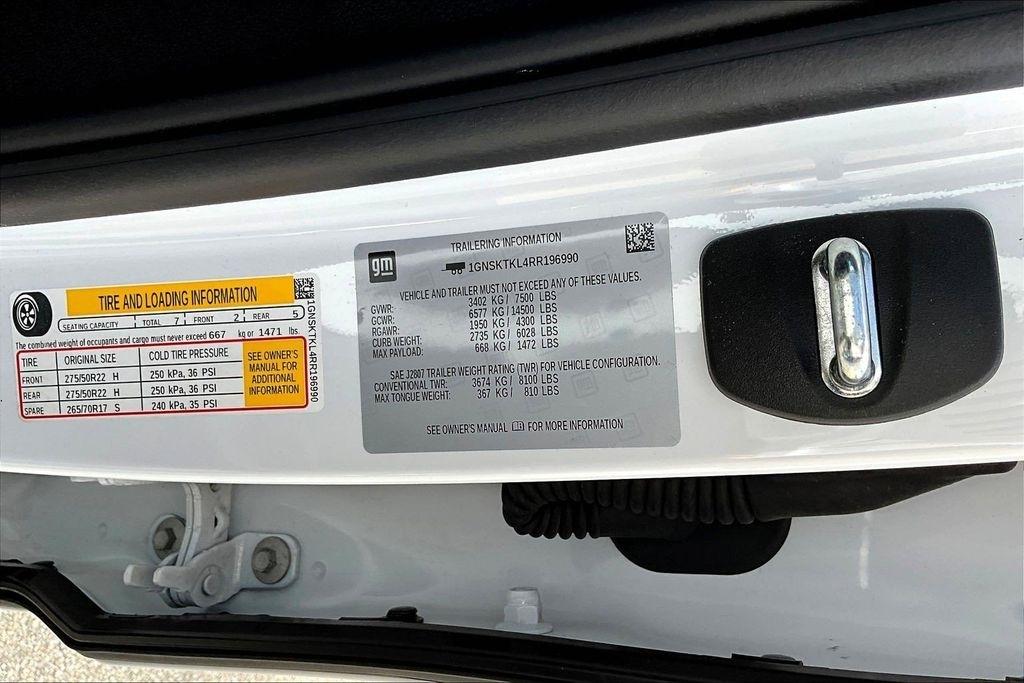 TIRE AND LOADING INFORMATION
SEATING CAPACITY TOTAL 7 FRONT 2 REAR 5
The combined weight of occupants and cargo must never exceed 667 kg or 1471 lbs.
TIRE ORIGINAL SIZE COLD TIRE PRESSURE
FRONT 275/50R22 H 250 kPa, 36 PSI
REAR 275/50R22 H 250 kPa, 36 PSI
SPARE 265/70R17 S 240 kPa, 35 PSI
SEE OWNER'S
MANUAL FOR
ADDITIONAL
INFORMATION
1GNSKTKL4RR196990
gm
TRAILERING INFORMATION
1GNSKTKL4RR196990
VEHICLE AND TRAILER MUST NOT EXCEED ANY OF THESE VALUES.
GVWR: 3402 KG / 7500 LBS
GCWR: 6577 KG / 14500 LBS
RGAWR: 1950 KG / 4300 LBS
CURB WEIGHT: 2735 KG / 6028 LBS
MAX PAYLOAD: 668 KG / 1472 LBS
SAE J2807 TRAILER WEIGHT RATING (TWR) FOR VEHICLE CONFIGURATION.
CONVENTIONAL TWR: 3674 KG / 8100 LBS
MAX TONGUE WEIGHT: 367 KG / 810 LBS
SEE OWNER'S MANUAL FOR MORE INFORMATION